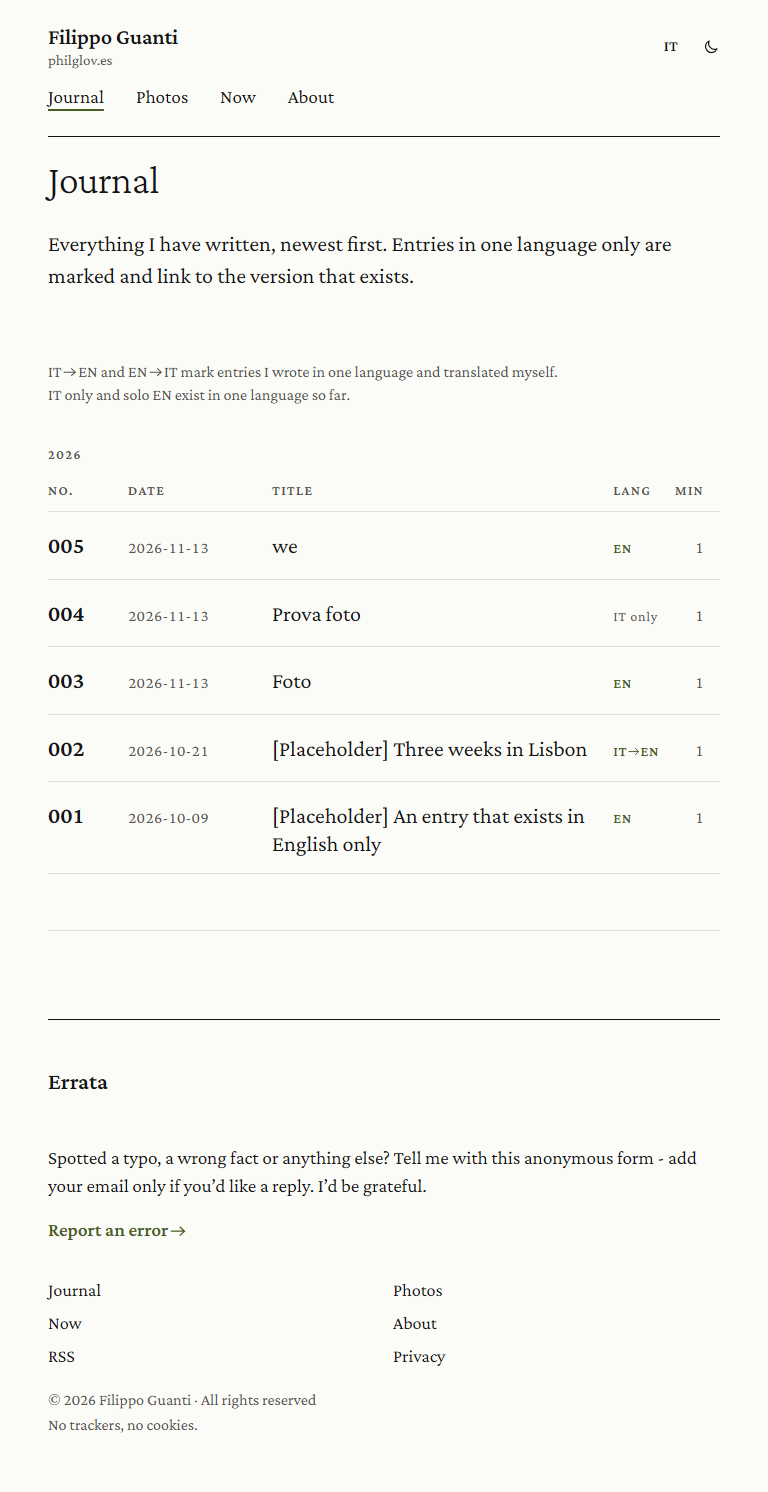 Filippo Guanti
philglov.es
IT
Journal Photos Now About
Journal
Everything I have written, newest first. Entries in one language only are
marked and link to the version that exists.
IT→EN and EN→IT mark entries I wrote in one language and translated myself.
IT only and solo EN exist in one language so far.
2026
NO. DATE TITLE LANG MIN
005 2026-11-13 we EN 1
004 2026-11-13 Prova foto IT only 1
003 2026-11-13 Foto EN 1
002 2026-10-21 [Placeholder] Three weeks in Lisbon IT→EN 1
001 2026-10-09 [Placeholder] An entry that exists in EN 1
English only
Errata
Spotted a typo, a wrong fact or anything else? Tell me with this anonymous form - add
your email only if you’d like a reply. I’d be grateful.
Report an error→
Journal Photos
Now About
RSS Privacy
© 2026 Filippo Guanti · All rights reserved
No trackers, no cookies.